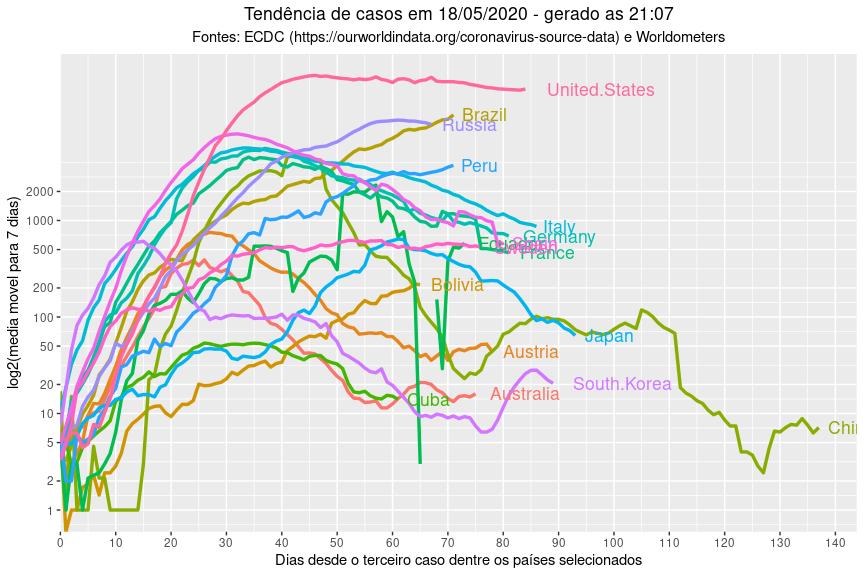 Tendência de casos em 18/05/2020 - gerado as 21:07
Fontes: ECDC (https://ourworldindata.org/coronavirus-source-data) e Worldometers
log2(media movel para 7 dias)
2000
1000
500
200
100
50
20
10
5
2
1
United.States
Brazil
Russia
Peru
Italy
Germany
France
Bolivia
Japan
Austria
South.Korea
Australia
Cuba
Chi
0 10 20 30 40 50 60 70 80 90 100 110 120 130 140
Dias desde o terceiro caso dentre os países selecionados